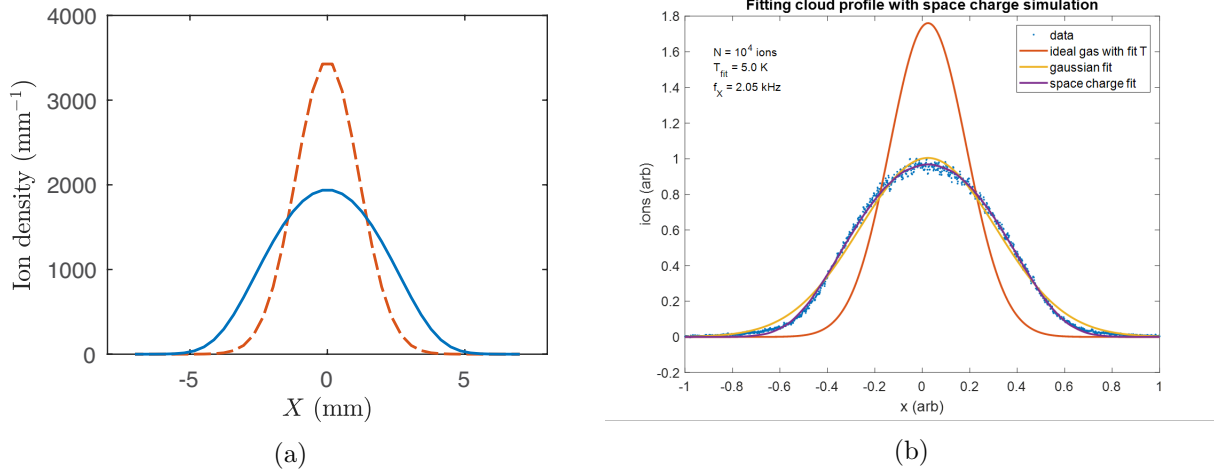 4000
3000
2000
1000
0
Ion density (mm⁻¹)
-5
0
5
X (mm)
(a)
Fitting cloud profile with space charge simulation
1.8
1.6
1.4
1.2
1
0.8
0.6
0.4
0.2
0
-0.2
ions (arb)
N = 10⁴ ions
T_fit = 5.0 K
f_X = 2.05 kHz
data
ideal gas with fit T
gaussian fit
space charge fit
-1
-0.8
-0.6
-0.4
-0.2
0
0.2
0.4
0.6
0.8
1
x (arb)
(b)